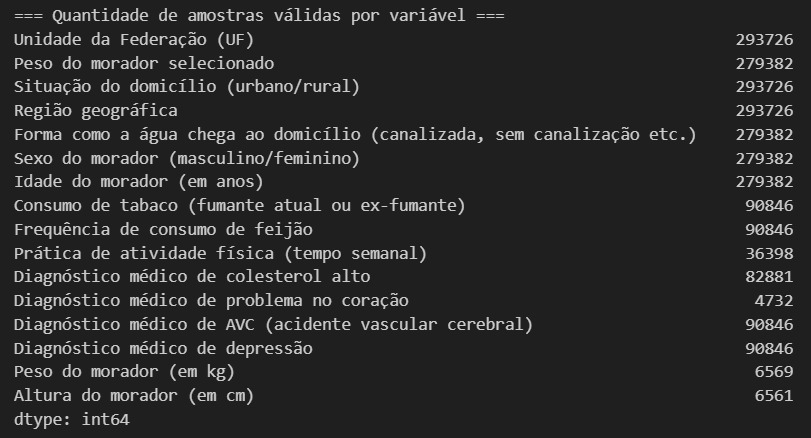 === Quantidade de amostras válidas por variável ===
Unidade da Federação (UF) 293726
Peso do morador selecionado 279382
Situação do domicílio (urbano/rural) 293726
Região geográfica 293726
Forma como a água chega ao domicílio (canalizada, sem canalização etc.) 279382
Sexo do morador (masculino/feminino) 279382
Idade do morador (em anos) 279382
Consumo de tabaco (fumante atual ou ex-fumante) 90846
Frequência de consumo de feijão 90846
Prática de atividade física (tempo semanal) 36398
Diagnóstico médico de colesterol alto 82881
Diagnóstico médico de problema no coração 4732
Diagnóstico médico de AVC (acidente vascular cerebral) 90846
Diagnóstico médico de depressão 90846
Peso do morador (em kg) 6569
Altura do morador (em cm) 6561
dtype: int64